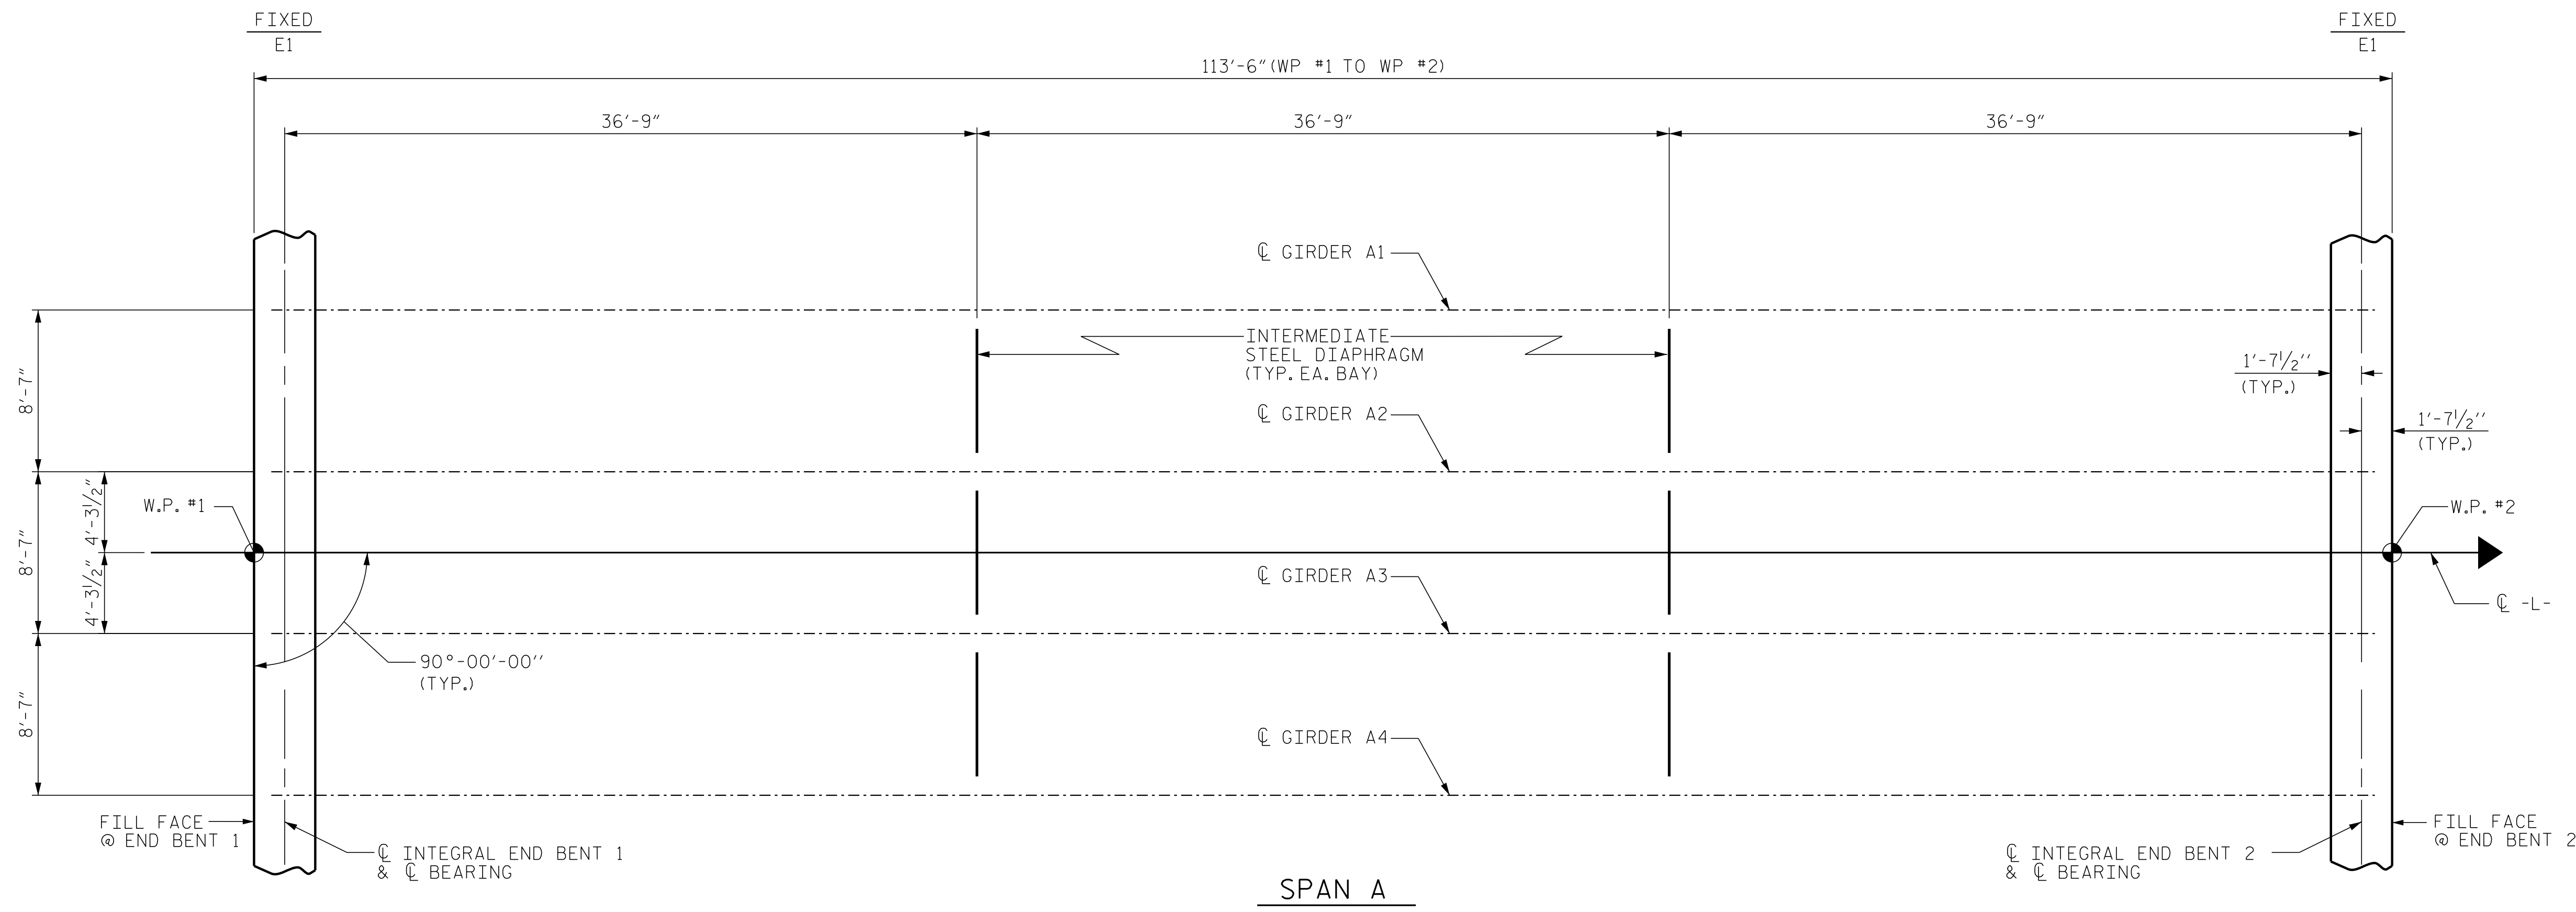 FIXED
E1
FIXED
E1
113'-6" (WP #1 TO WP #2)
36'-9"
36'-9"
36'-9"
℄ GIRDER A1
INTERMEDIATE
STEEL DIAPHRAGM
(TYP. EA. BAY)
1'-7½''
(TYP.)
1'-7½''
(TYP.)
8'-7"
℄ GIRDER A2
W.P. #1
4'-3½"
8'-7"
4'-3½"
W.P. #2
℄ GIRDER A3
℄ -L-
90°-00'-00''
(TYP.)
8'-7"
℄ GIRDER A4
FILL FACE
@ END BENT 1
℄ INTEGRAL END BENT 1
& ℄ BEARING
℄ INTEGRAL END BENT 2
& ℄ BEARING
FILL FACE
@ END BENT 2
SPAN A